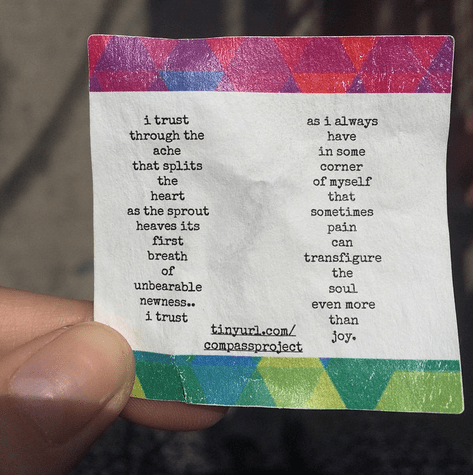 i trust
through the
ache
that splits
the
heart
as the sprout
heaves its
first
breath
of
unbearable
newness..
i trust
as i always
have
in some
corner
of myself
that
sometimes
pain
can
transfigure
the
soul
even more
than
joy.
tinyurl.com/
compassproject